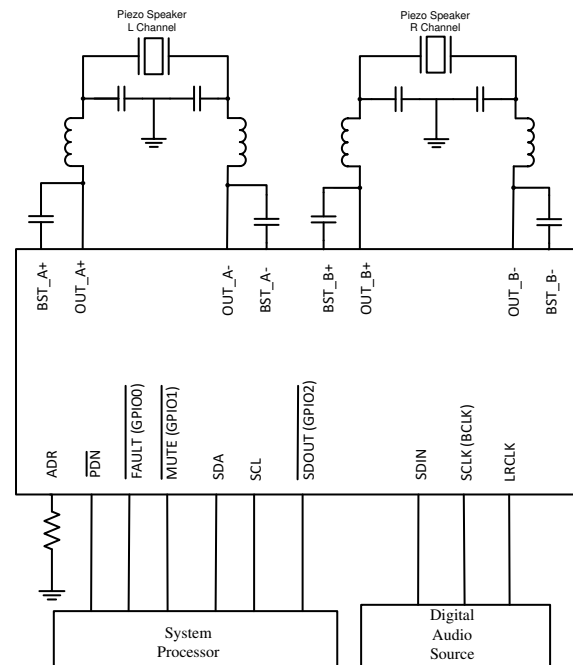 Piezo Speaker
L Channel
Piezo Speaker
R Channel
BST_A+
OUT_A+
OUT_A-
BST_A-
BST_B+
OUT_B+
OUT_B-
BST_B-
ADR
PDN
FAULT (GPIO0)
MUTE (GPIO1)
SDA
SCL
SDOUT (GPIO2)
SDIN
SCLK (BCLK)
LRCLK
System
Processor
Digital
Audio
Source